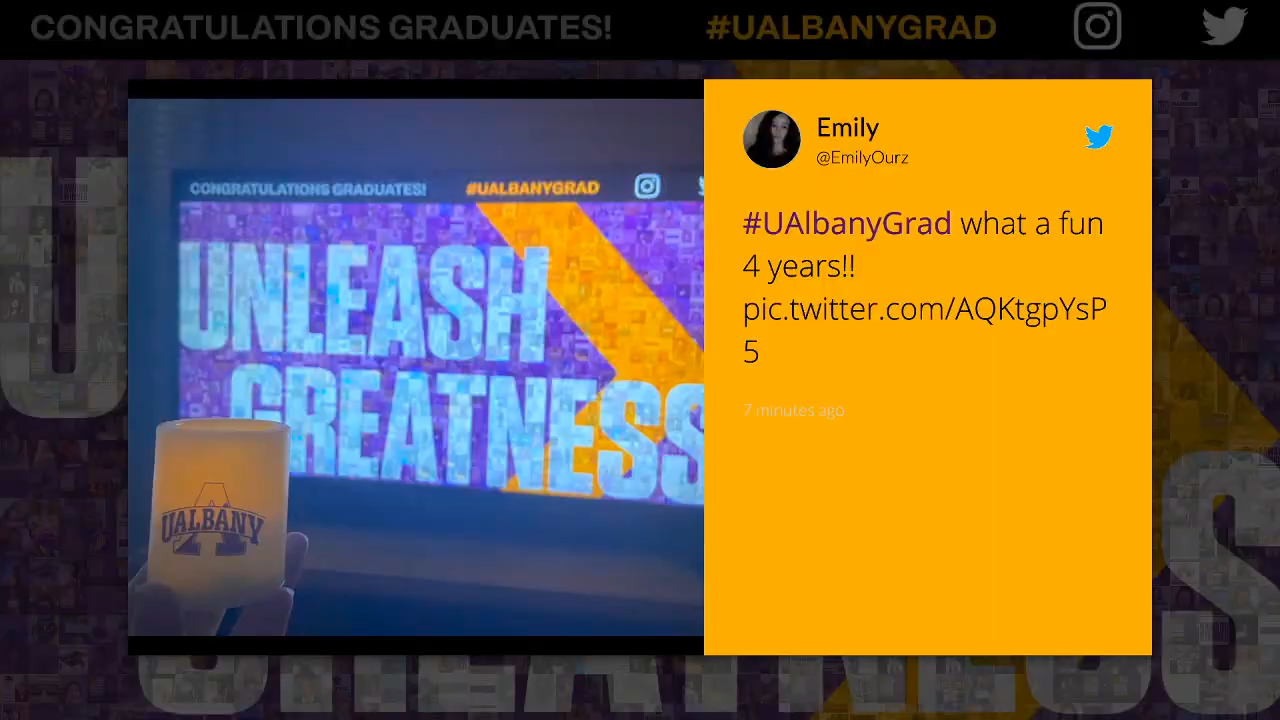 CONGRATULATIONS GRADUATES! #UALBANYGRAD
CONGRATULATIONS GRADUATES! #UALBANYGRAD
UNLEASH
GREATNESS
UALBANY
Emily
@EmilyOurz
#UAlbanyGrad what a fun
4 years!!
pic.twitter.com/AQKtgpYsP
5
7 minutes ago